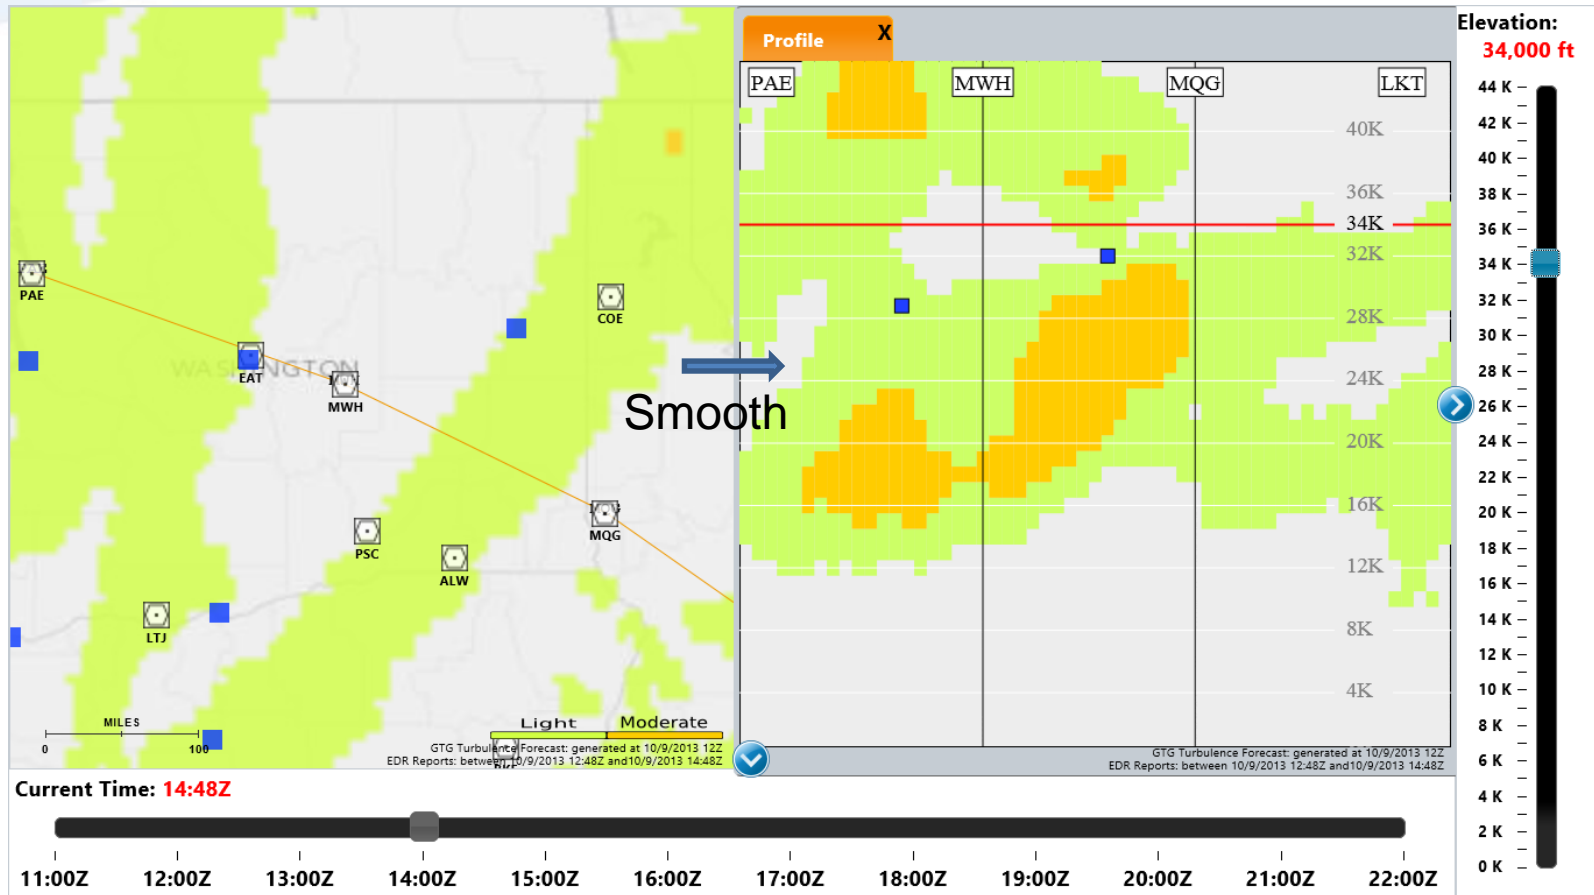 Profile X
PAE MWH MQG LKT
40K
36K
34K
32K
28K
24K
20K
16K
12K
8K
4K
GTG Turbulence Forecast: generated at 10/9/2013 12Z
EDR Reports: between 10/9/2013 12:48Z and10/9/2013 14:48Z
Elevation:
34,000 ft
44 K
42 K
40 K
38 K
36 K
34 K
32 K
30 K
28 K
26 K
24 K
22 K
20 K
18 K
16 K
14 K
12 K
10 K
8 K
6 K
4 K
2 K
0 K
PAE
COE
WASHINGTON
EAT
MWH
Smooth
MQG
PSC
ALW
LTJ
MILES
0 100
Light Moderate
GTG Turbulence Forecast: generated at 10/9/2013 12Z
EDR Reports: between 10/9/2013 12:48Z and10/9/2013 14:48Z
Current Time: 14:48Z
11:00Z 12:00Z 13:00Z 14:00Z 15:00Z 16:00Z 17:00Z 18:00Z 19:00Z 20:00Z 21:00Z 22:00Z